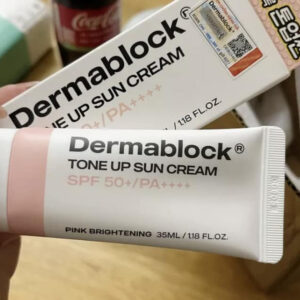 Dermablock®
TONE UP SUN CREAM
0+/PA++++
/ 1.18 FL.OZ.
Dermablock®
TONE UP SUN CREAM
SPF 50+/PA++++
PINK BRIGHTENING 35ML / 1.18 FL.OZ.